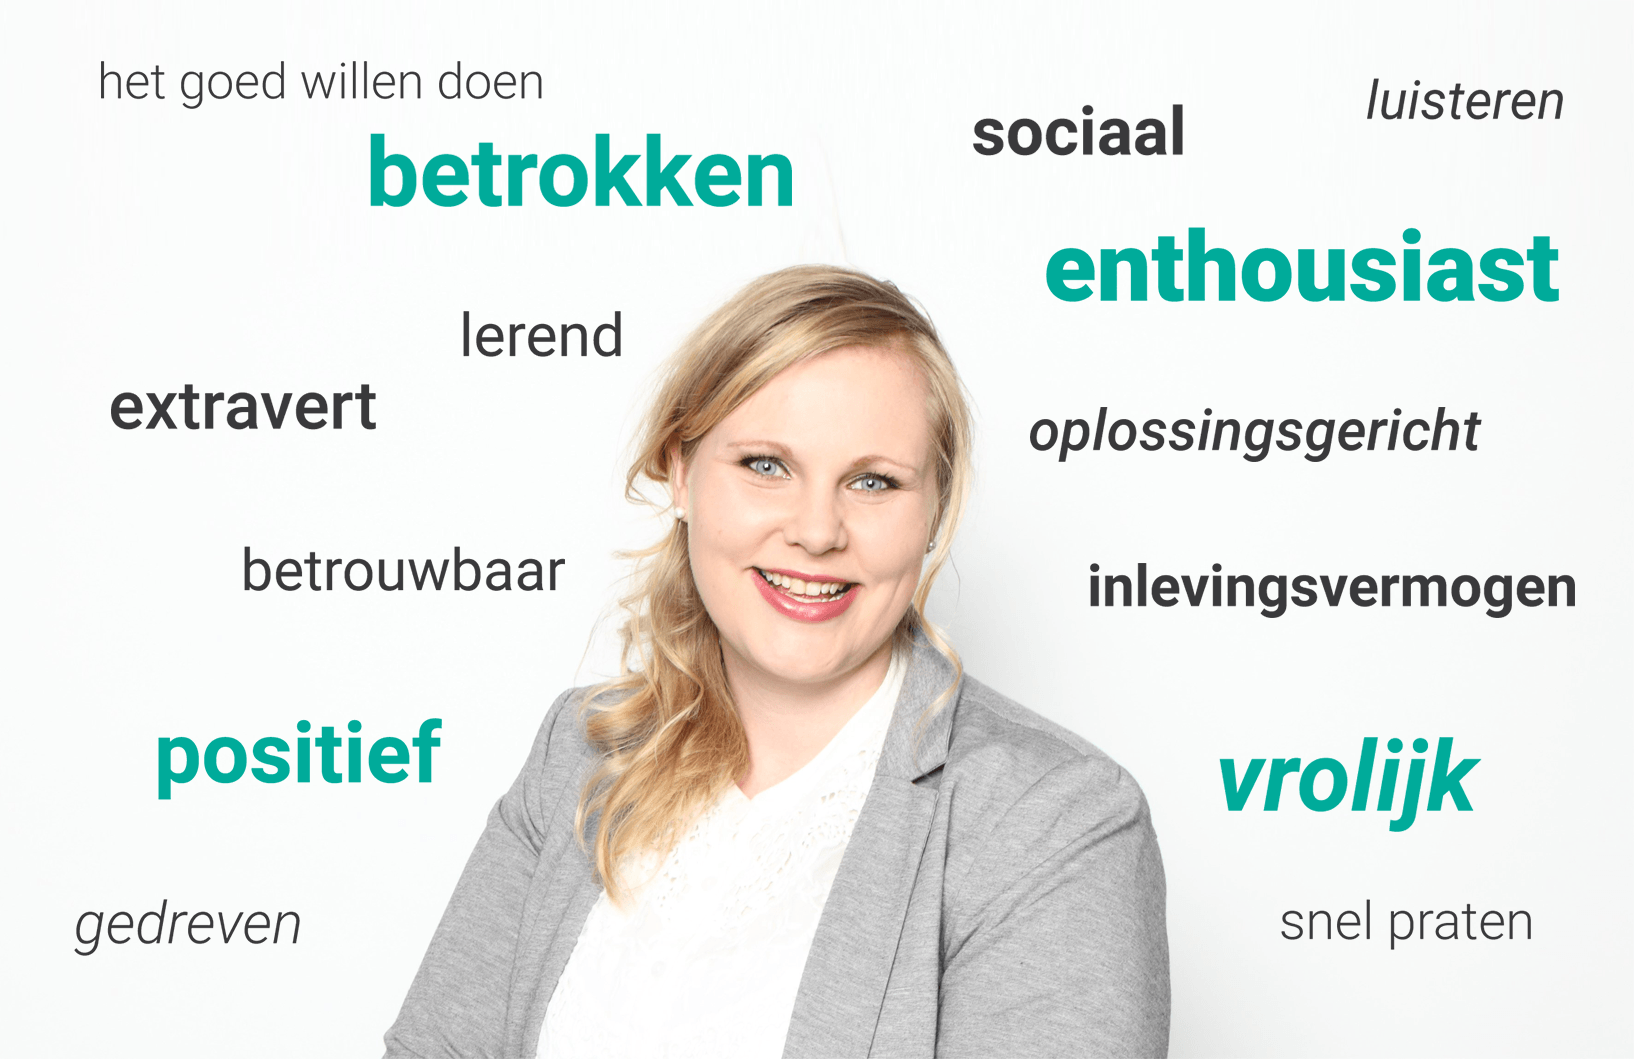 het goed willen doen
luisteren
sociaal
betrokken
enthousiast
lerend
extravert
oplossingsgericht
betrouwbaar
inlevingsvermogen
positief
vrolijk
gedreven
snel praten